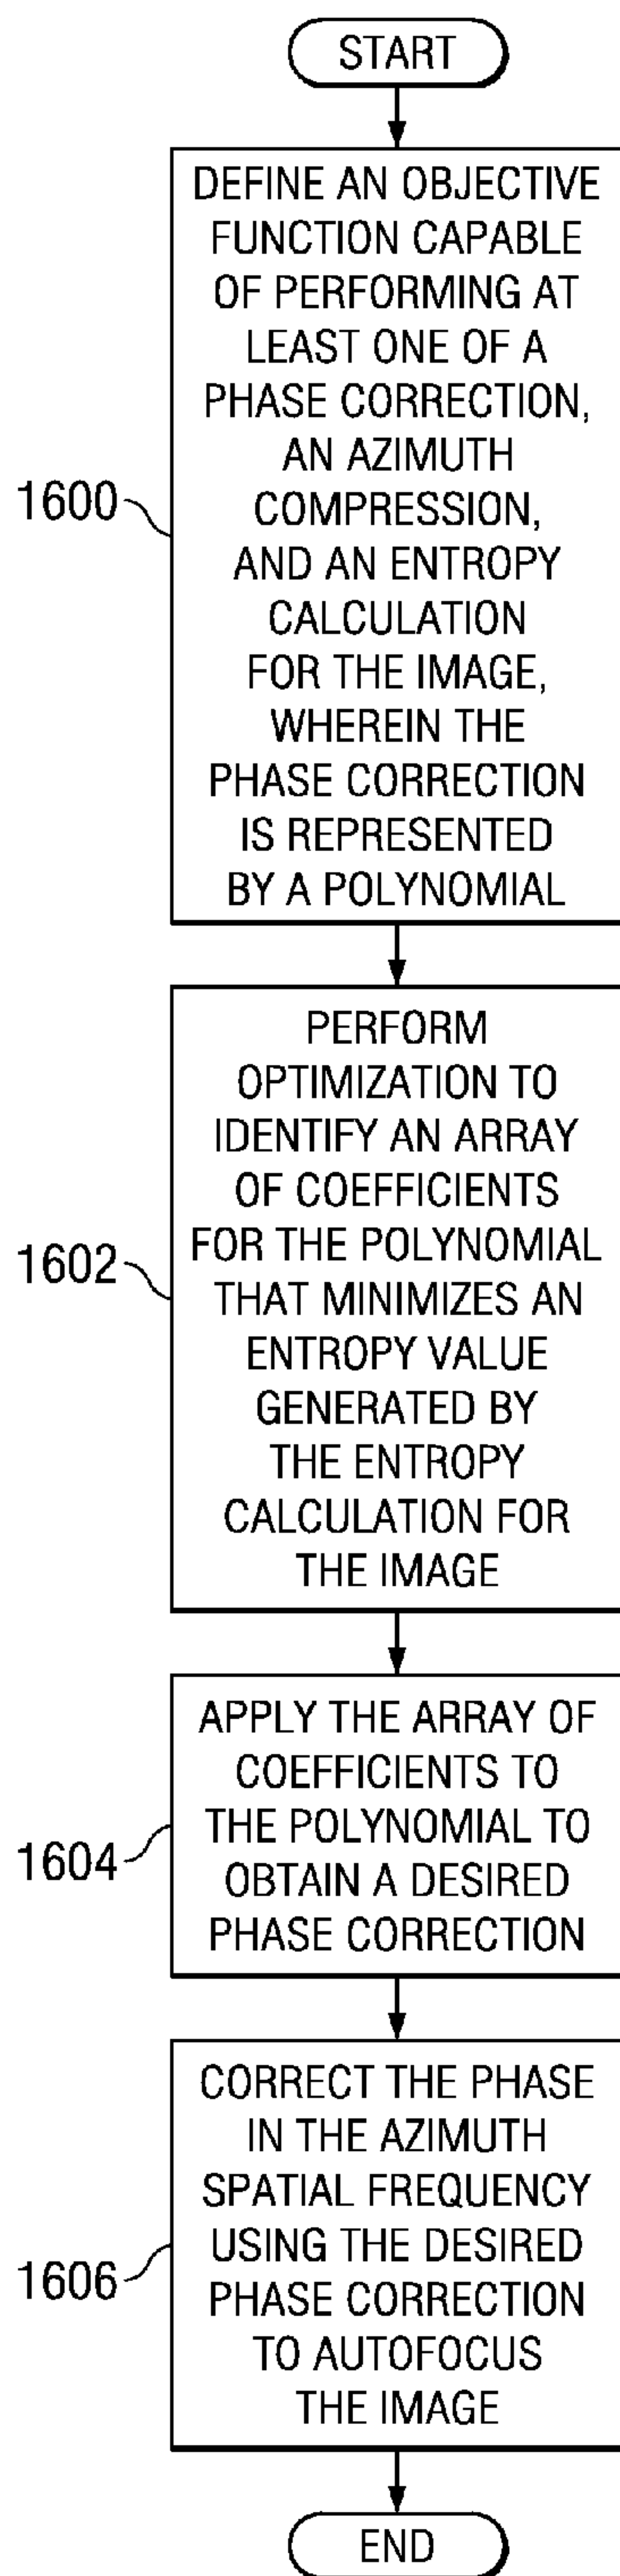 START
DEFINE AN OBJECTIVE
FUNCTION CAPABLE
OF PERFORMING AT
LEAST ONE OF A
PHASE CORRECTION,
AN AZIMUTH
COMPRESSION,
AND AN ENTROPY
CALCULATION
FOR THE IMAGE,
WHEREIN THE
PHASE CORRECTION
IS REPRESENTED
BY A POLYNOMIAL
1600
PERFORM
OPTIMIZATION TO
IDENTIFY AN ARRAY
OF COEFFICIENTS
FOR THE POLYNOMIAL
THAT MINIMIZES AN
ENTROPY VALUE
GENERATED BY
THE ENTROPY
CALCULATION FOR
THE IMAGE
1602
APPLY THE ARRAY OF
COEFFICIENTS TO
THE POLYNOMIAL TO
OBTAIN A DESIRED
PHASE CORRECTION
1604
CORRECT THE PHASE
IN THE AZIMUTH
SPATIAL FREQUENCY
USING THE DESIRED
PHASE CORRECTION
TO AUTOFOCUS
THE IMAGE
1606
END